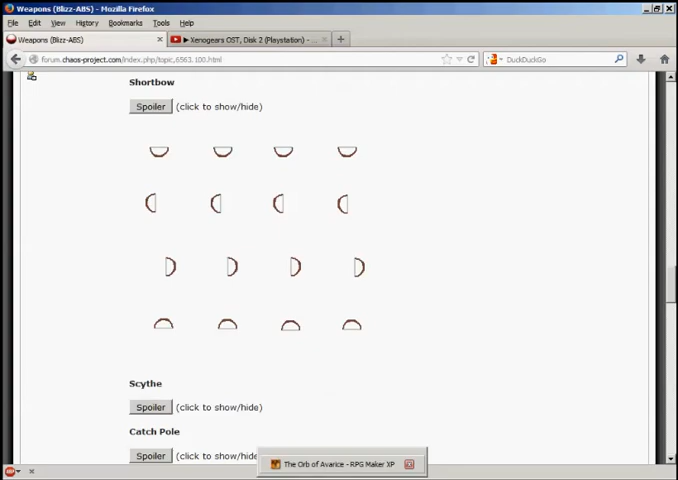 Weapons (Blizz-ABS) - Mozilla Firefox
File Edit View History Bookmarks Tools Help
Weapons (Blizz-ABS) × ▶ Xenogears OST, Disk 2 (Playstation) - ... × +
forum.chaos-project.com/index.php/topic,6563.100.html DuckDuckGo
Shortbow
Spoiler (click to show/hide)
Scythe
Spoiler (click to show/hide)
Catch Pole
Spoiler (click to show/hide)
The Orb of Avarice - RPG Maker XP